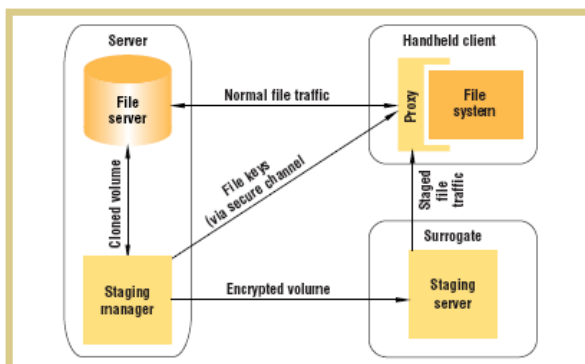 Server
Handheld client
File
server
Normal file traffic
Proxy
File
system
Cloned volume
File keys
(via secure channel
Staged
file
traffic
Surrogate
Staging
manager
Encrypted volume
Staging
server